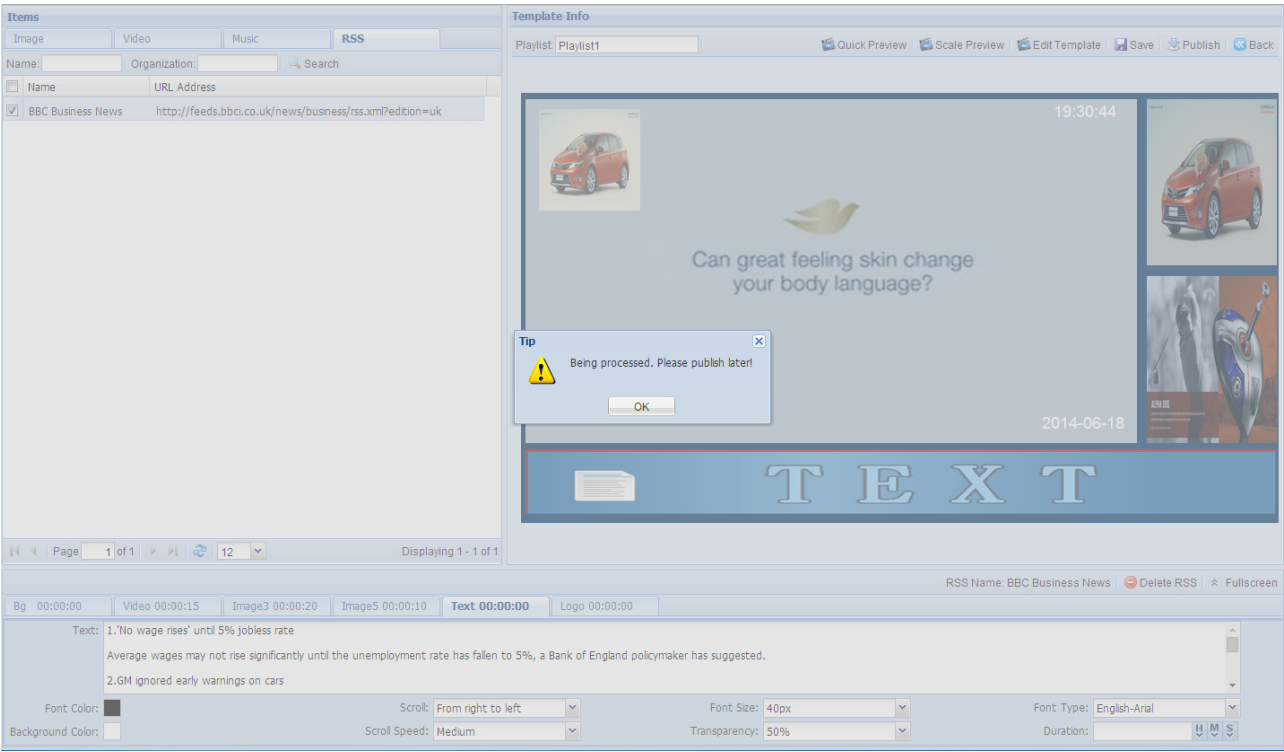 Items
Image Video Music RSS
Name: Organization: Search
Name URL Address
BBC Business News http://feeds.bbci.co.uk/news/business/rss.xml?edition=uk
Page 1 of 1 12 Displaying 1 - 1 of 1
Template Info
Playlist: Playlist1 Quick Preview Scale Preview Edit Template Save Publish Back
19:30:44
Can great feeling skin change
your body language?
2014-06-18
ALPHA DOG
TEXT
Tip
Being processed. Please publish later!
OK
RSS Name: BBC Business News Delete RSS Fullscreen
Bg 00:00:00 Video 00:00:15 Image3 00:00:20 Image5 00:00:10 Text 00:00:00 Logo 00:00:00
Text: 1.'No wage rises' until 5% jobless rate
Average wages may not rise significantly until the unemployment rate has fallen to 5%, a Bank of England policymaker has suggested.
2.GM ignored early warnings on cars
Font Color: Scroll: From right to left Font Size: 40px Font Type: English-Arial
Background Color: Scroll Speed: Medium Transparency: 50% Duration: H M S